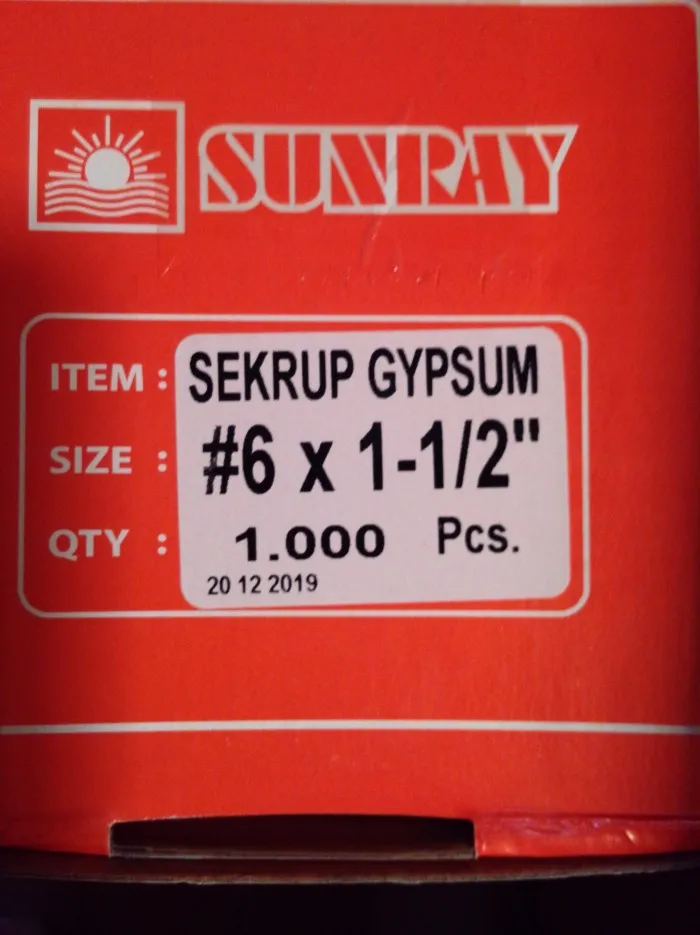 SUNRAY
ITEM : SEKRUP GYPSUM
SIZE : #6 x 1-1/2"
QTY : 1.000 Pcs.
20 12 2019